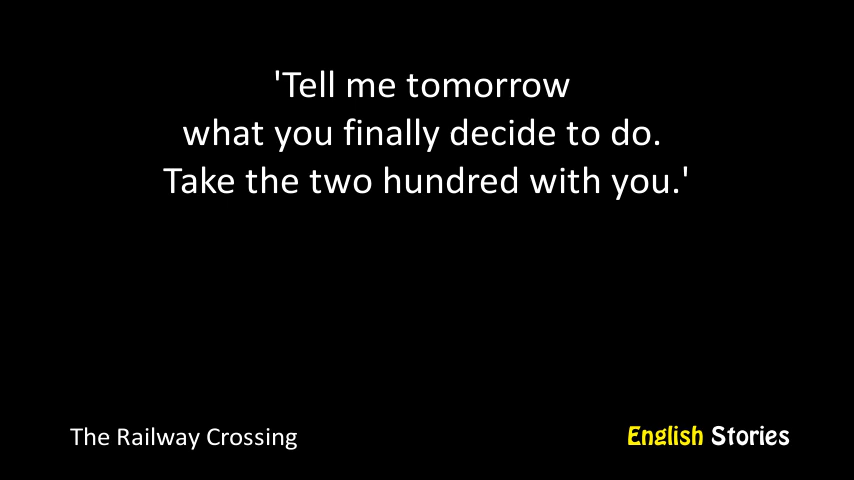 'Tell me tomorrow
what you finally decide to do.
Take the two hundred with you.'
The Railway Crossing
English Stories